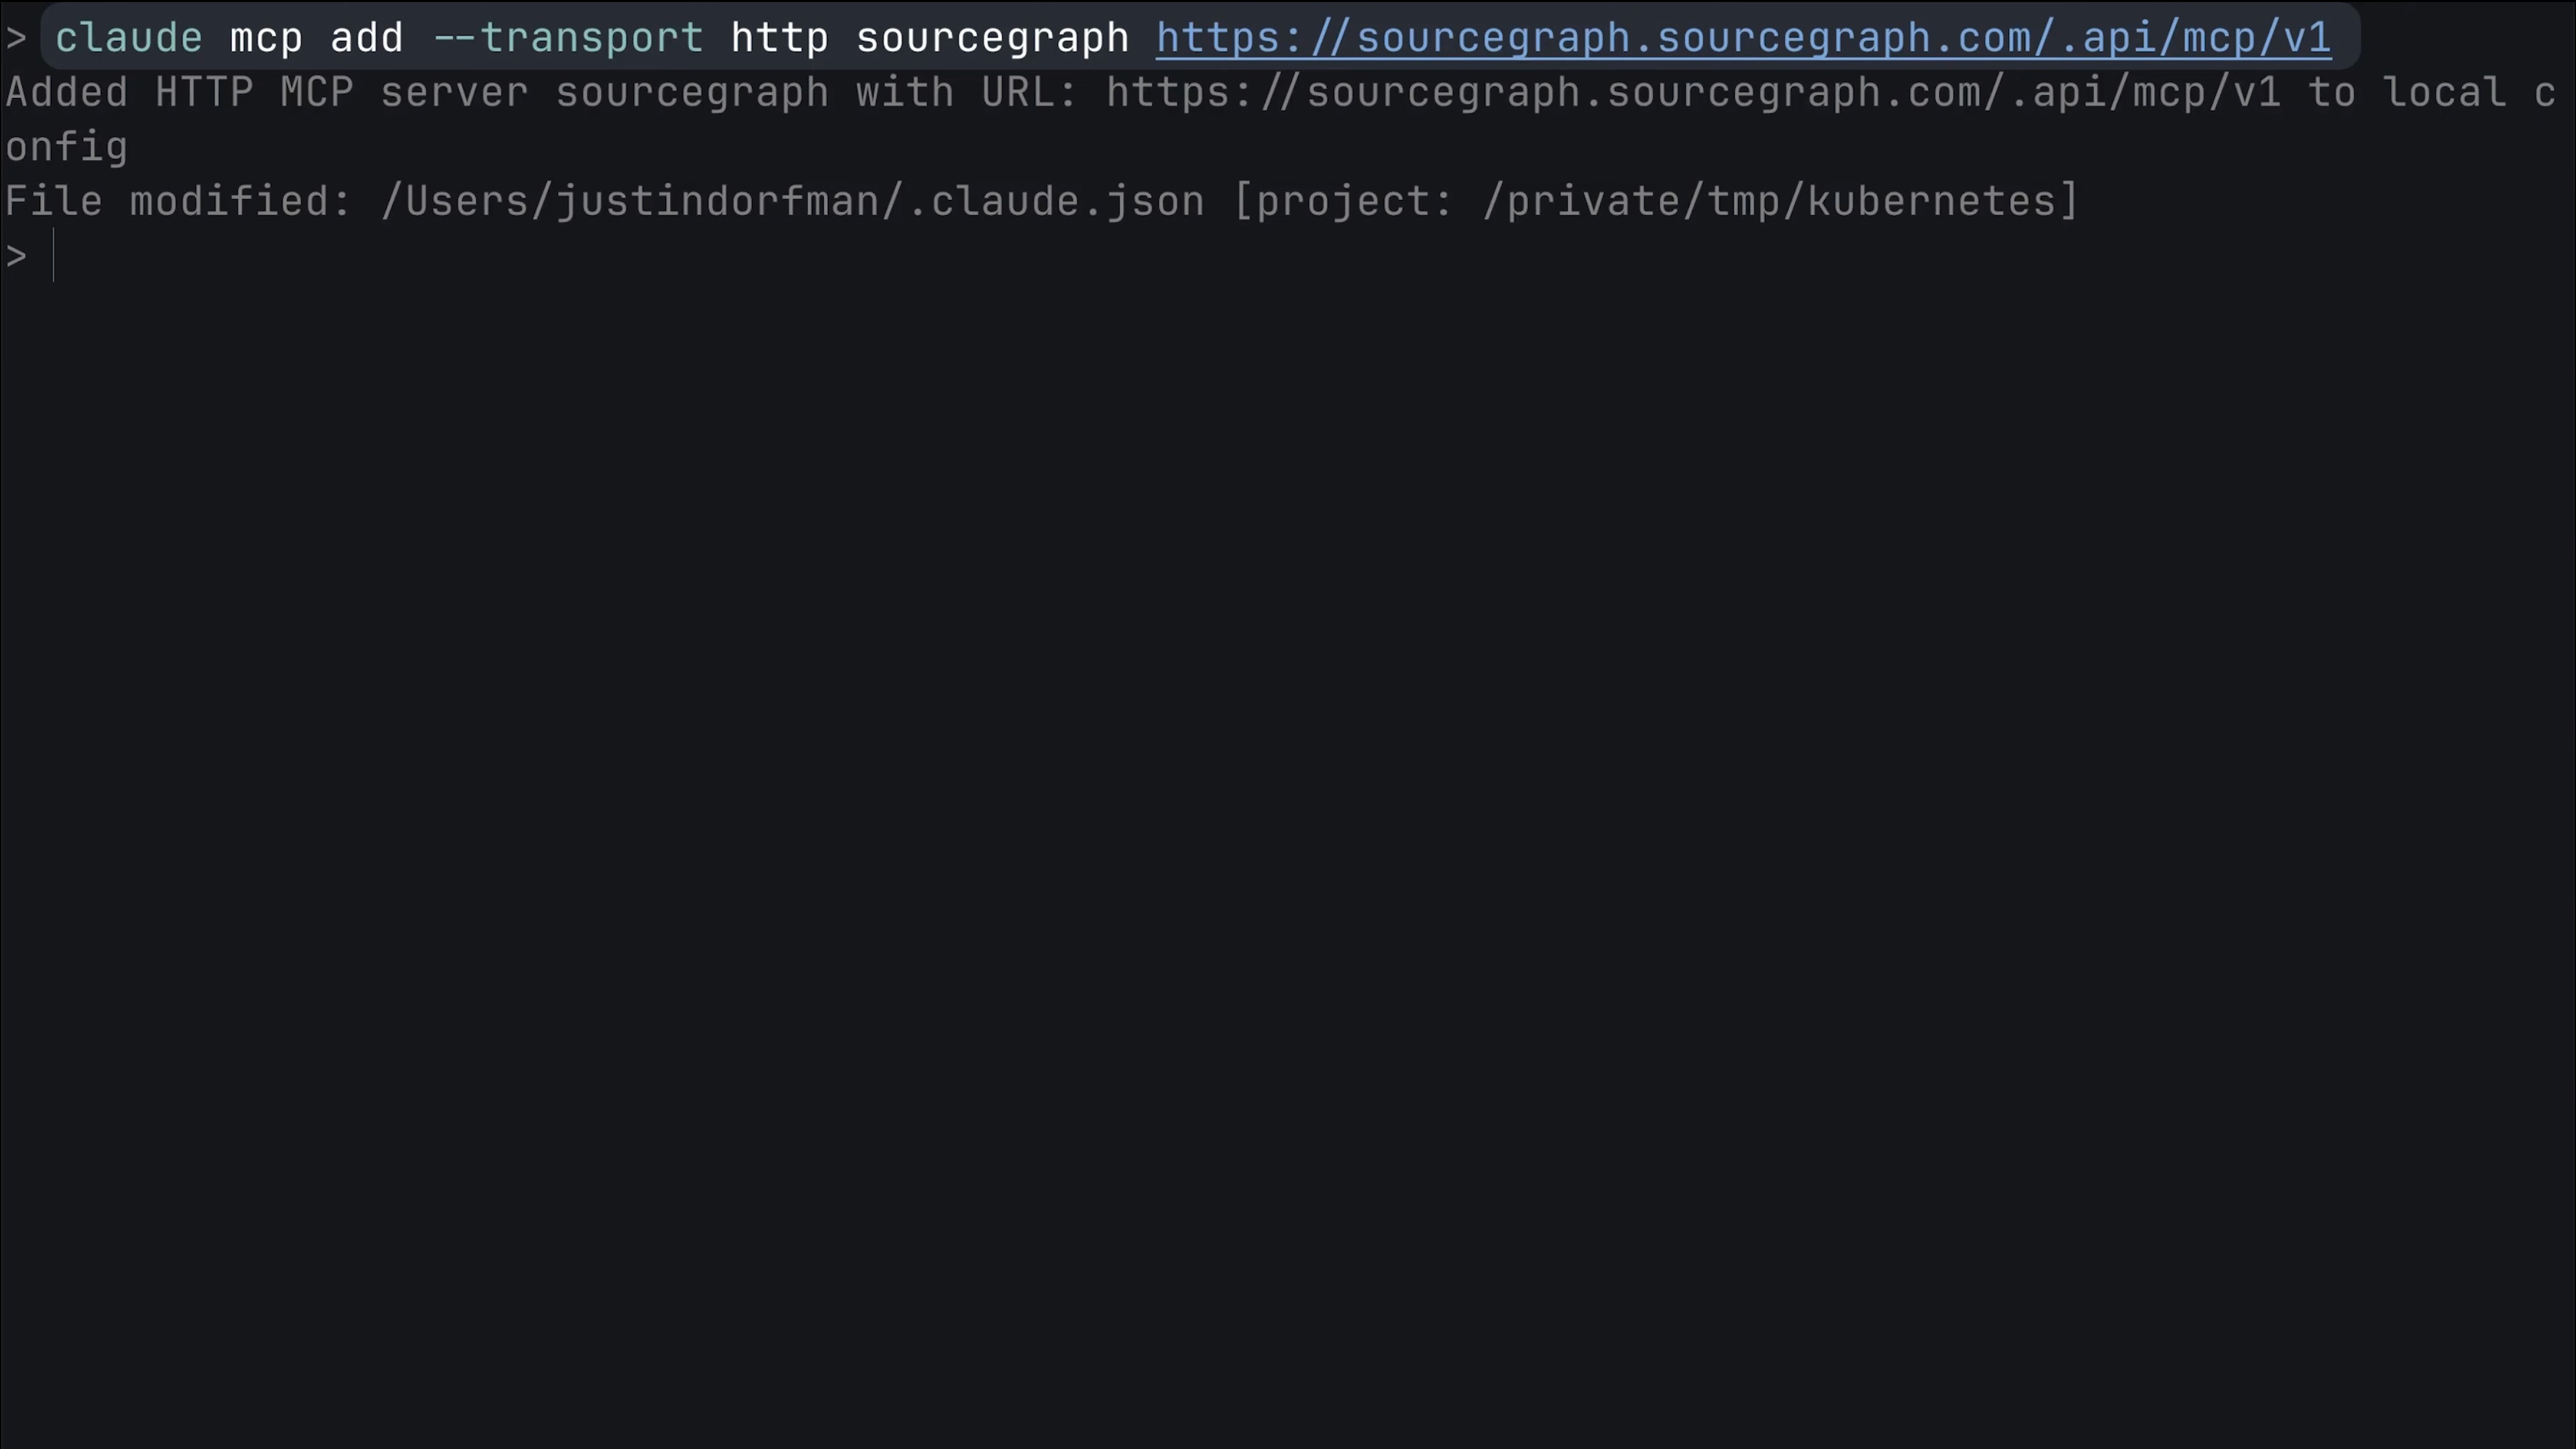 > claude mcp add --transport http sourcegraph https://sourcegraph.sourcegraph.com/.api/mcp/v1
Added HTTP MCP server sourcegraph with URL: https://sourcegraph.sourcegraph.com/.api/mcp/v1 to local c
onfig
File modified: /Users/justindorfman/.claude.json [project: /private/tmp/kubernetes]
>